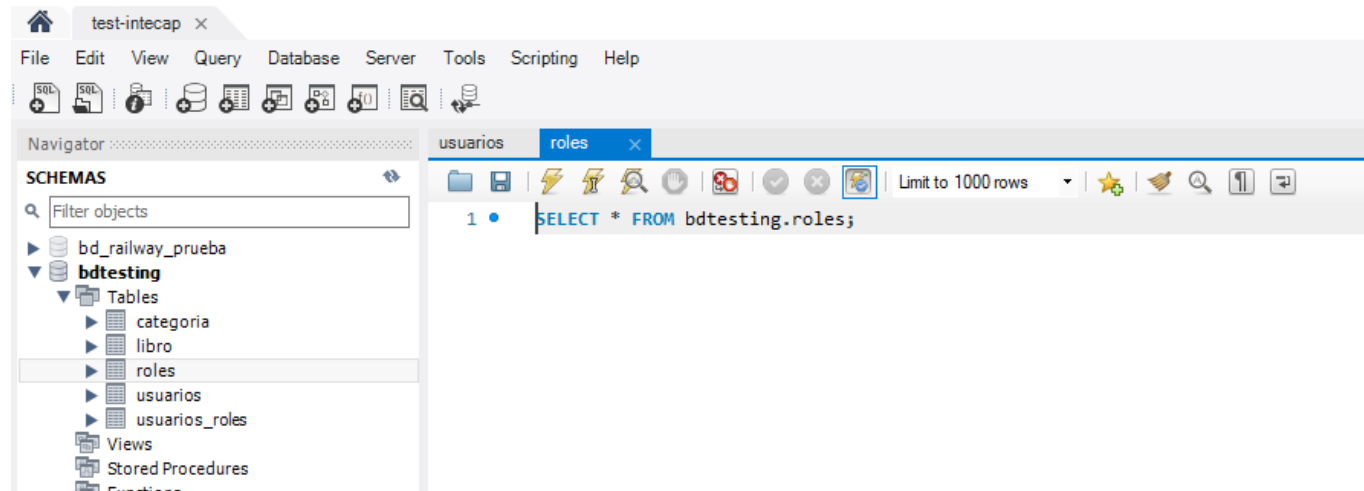 test-intecap
File Edit View Query Database Server Tools Scripting Help
SQL SQL
Navigator
SCHEMAS
Filter objects
bd_railway_prueba
bdtesting
Tables
categoria
libro
roles
usuarios
usuarios_roles
Views
Stored Procedures
Functions
usuarios roles
Limit to 1000 rows
1 SELECT * FROM bdtesting.roles;